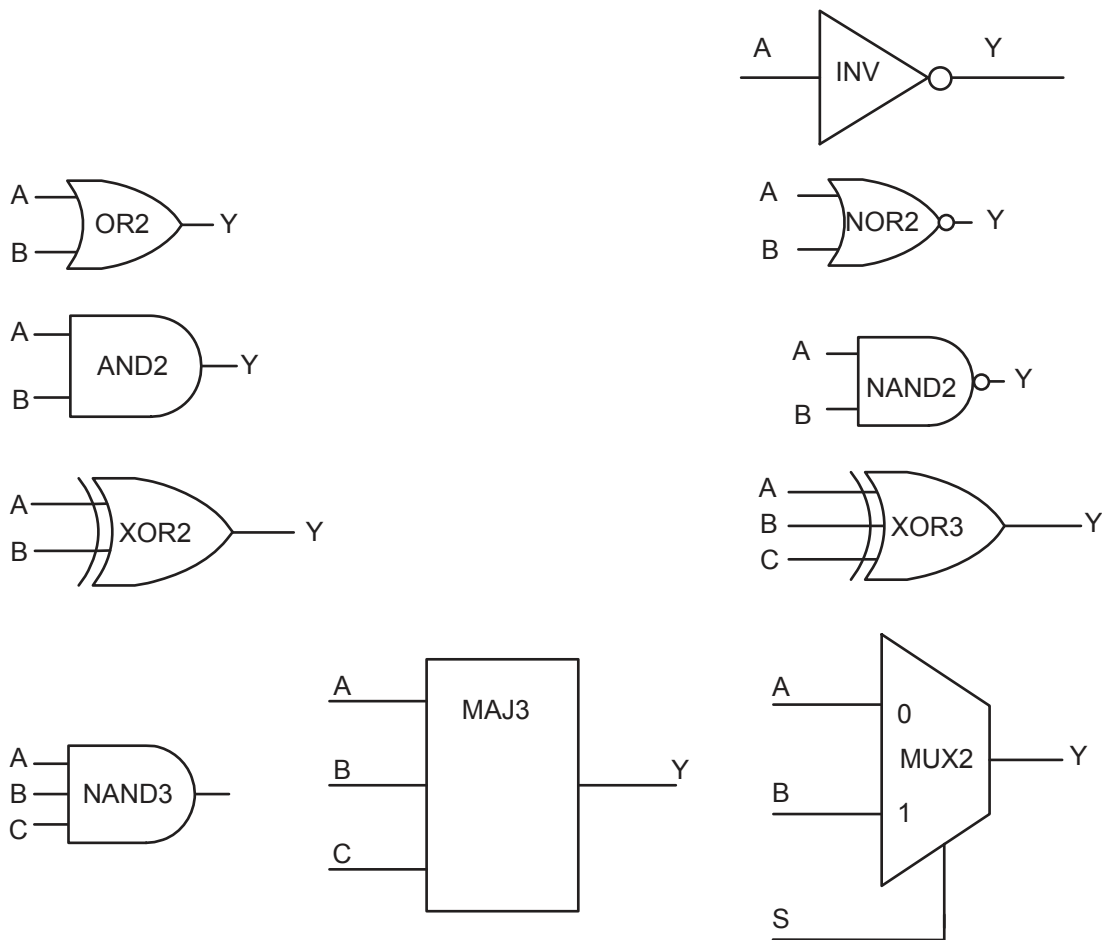 A INV Y
A
OR2 Y
B
A
NOR2 Y
B
A
AND2 Y
B
A
NAND2 Y
B
A
XOR2 Y
B
A
B XOR3 Y
C
A
B NAND3
C
A
MAJ3
B Y
C
A
0
MUX2 Y
B
1
S